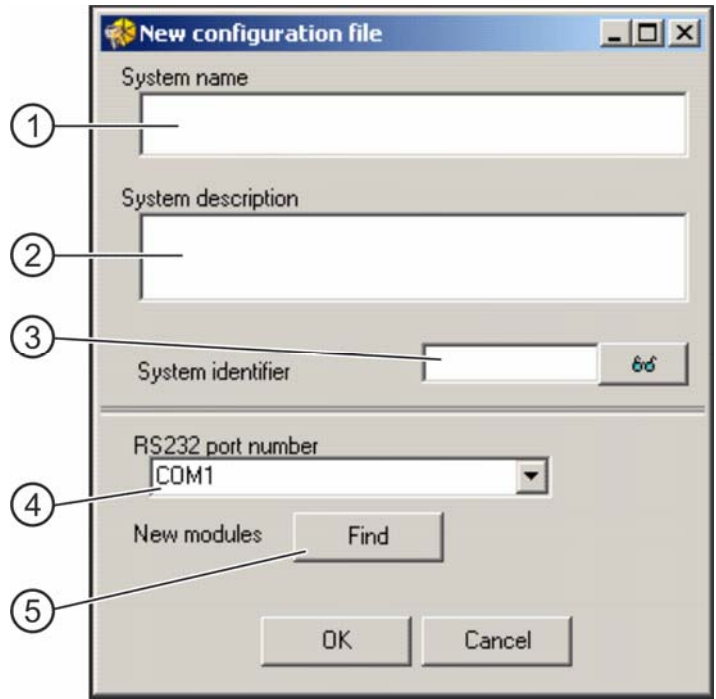 New configuration file
System name
1
System description
2
3
System identifier
RS232 port number
COM1
4
New modules Find
5
OK Cancel